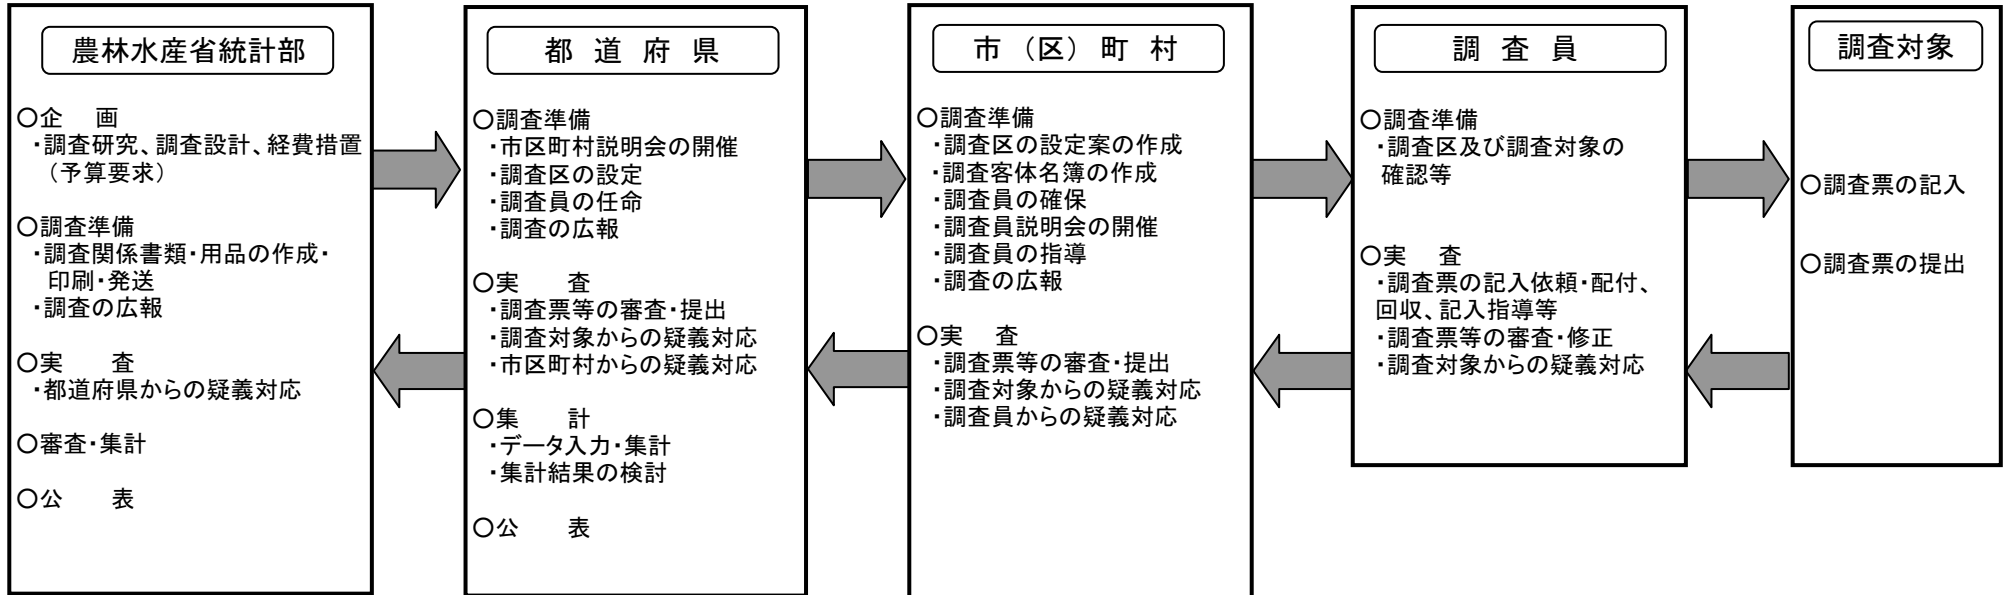 農林水産省統計部
○企　画
・調査研究、調査設計、経費措置
（予算要求）
○調査準備
・調査関係書類・用品の作成・
印刷・発送
・調査の広報
○実　　査
・都道府県からの疑義対応
○審査・集計
○公　　表
都　道　府　県
○調査準備
・市区町村説明会の開催
・調査区の設定
・調査員の任命
・調査の広報
○実　　査
・調査票等の審査・提出
・調査対象からの疑義対応
・市区町村からの疑義対応
○集　　計
・データ入力・集計
・集計結果の検討
○公　　表
市　（区）　町　村
○調査準備
・調査区の設定案の作成
・調査客体名簿の作成
・調査員の確保
・調査員説明会の開催
・調査員の指導
・調査の広報
○実　　査
・調査票等の審査・提出
・調査対象からの疑義対応
・調査員からの疑義対応
調　査　員
○調査準備
・調査区及び調査対象の
確認等
○実　査
・調査票の記入依頼・配付、
回収、記入指導等
・調査票等の審査・修正
・調査対象からの疑義対応
調査対象
○調査票の記入
○調査票の提出